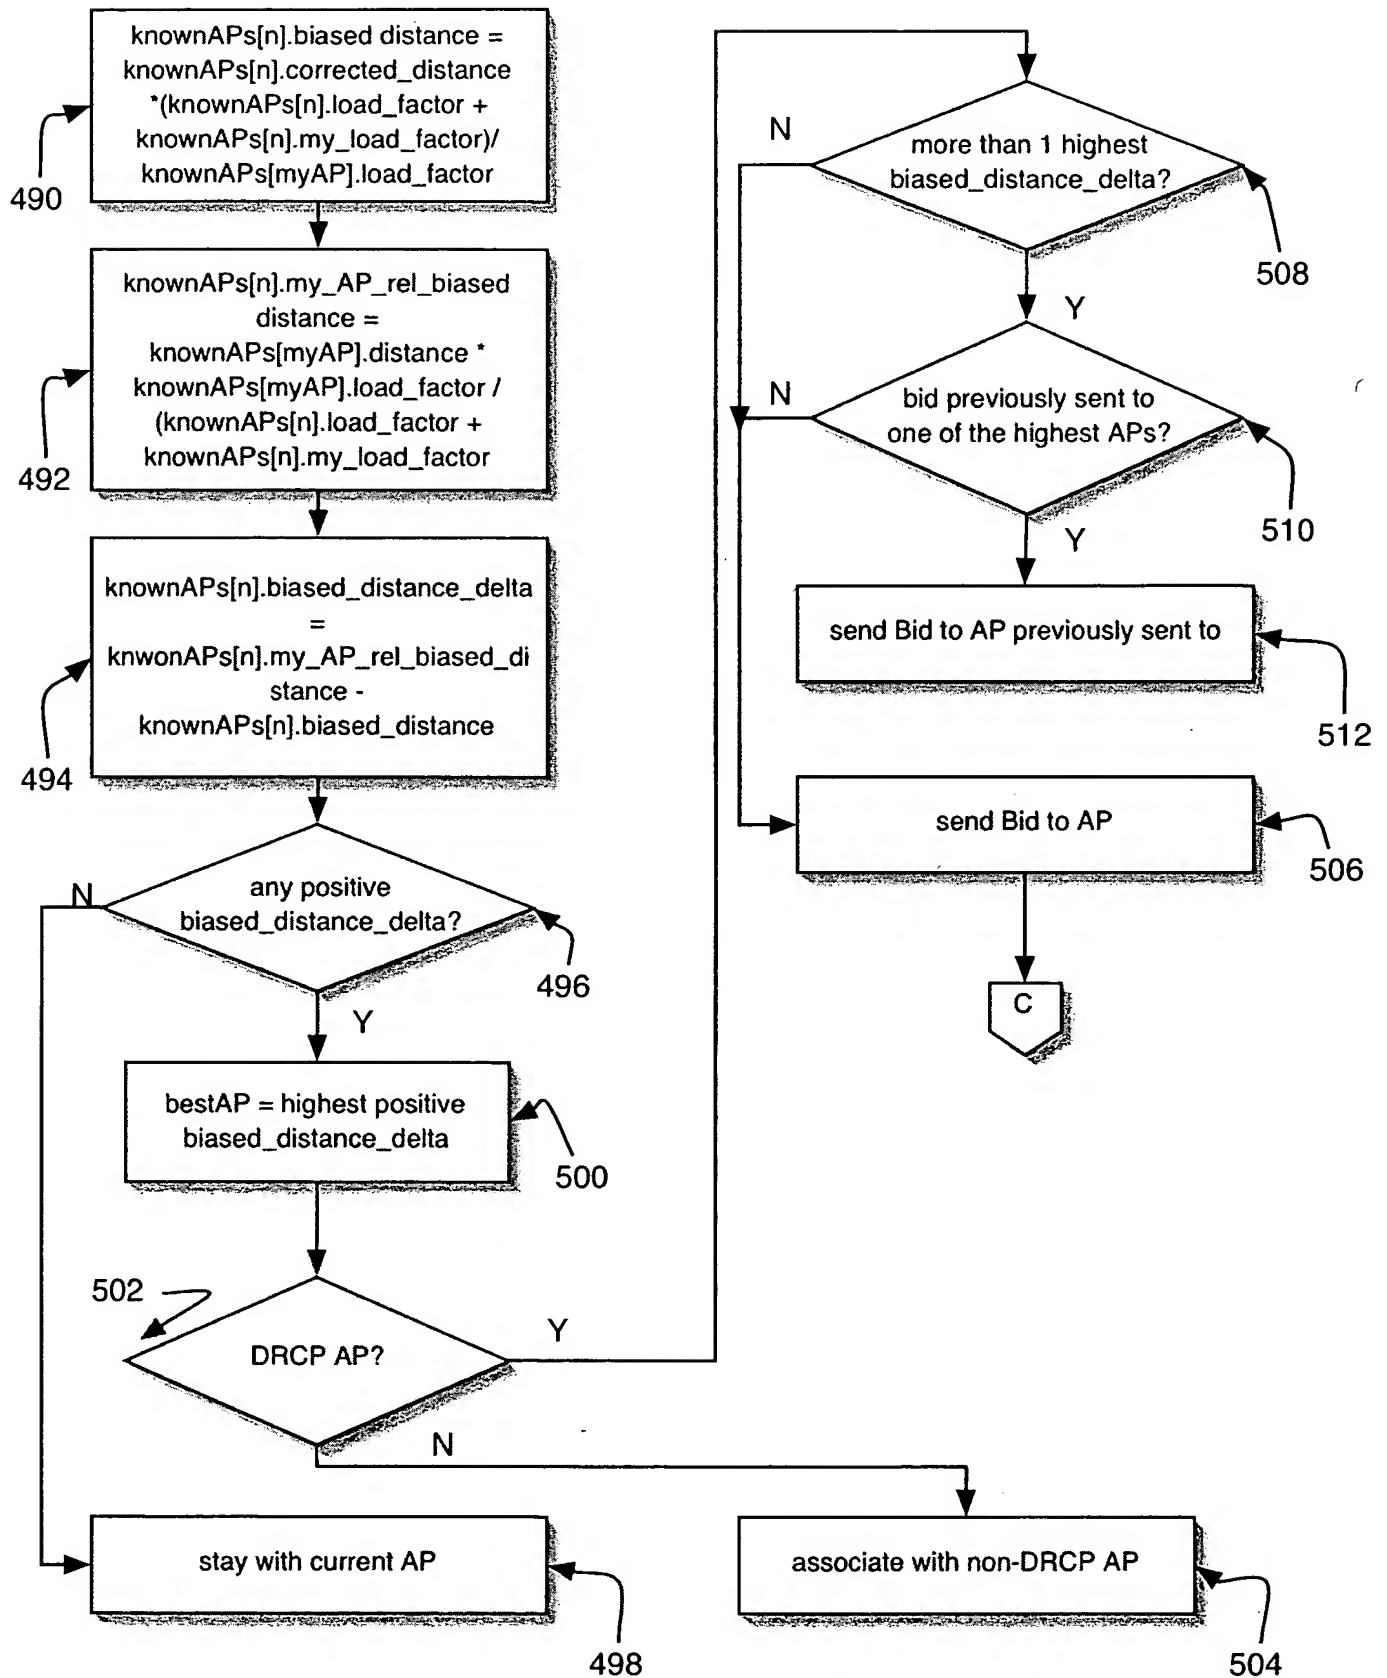 knownAPs[n].biased distance =
knownAPs[n].corrected_distance
*(knownAPs[n].load_factor +
knownAPs[n].my_load_factor)/
knownAPs[myAP].load_factor
490
knownAPs[n].my_AP_rel_biased
distance =
knownAPs[myAP].distance *
knownAPs[myAP].load_factor /
(knownAPs[n].load_factor +
knownAPs[n].my_load_factor
492
knownAPs[n].biased_distance_delta
=
knwonAPs[n].my_AP_rel_biased_di
stance -
knownAPs[n].biased_distance
494
any positive
biased_distance_delta?
N
496
Y
bestAP = highest positive
biased_distance_delta
500
502
DRCP AP?
Y
N
stay with current AP
498
associate with non-DRCP AP
504
more than 1 highest
biased_distance_delta?
N
508
Y
bid previously sent to
one of the highest APs?
N
510
Y
send Bid to AP previously sent to
512
send Bid to AP
506
C